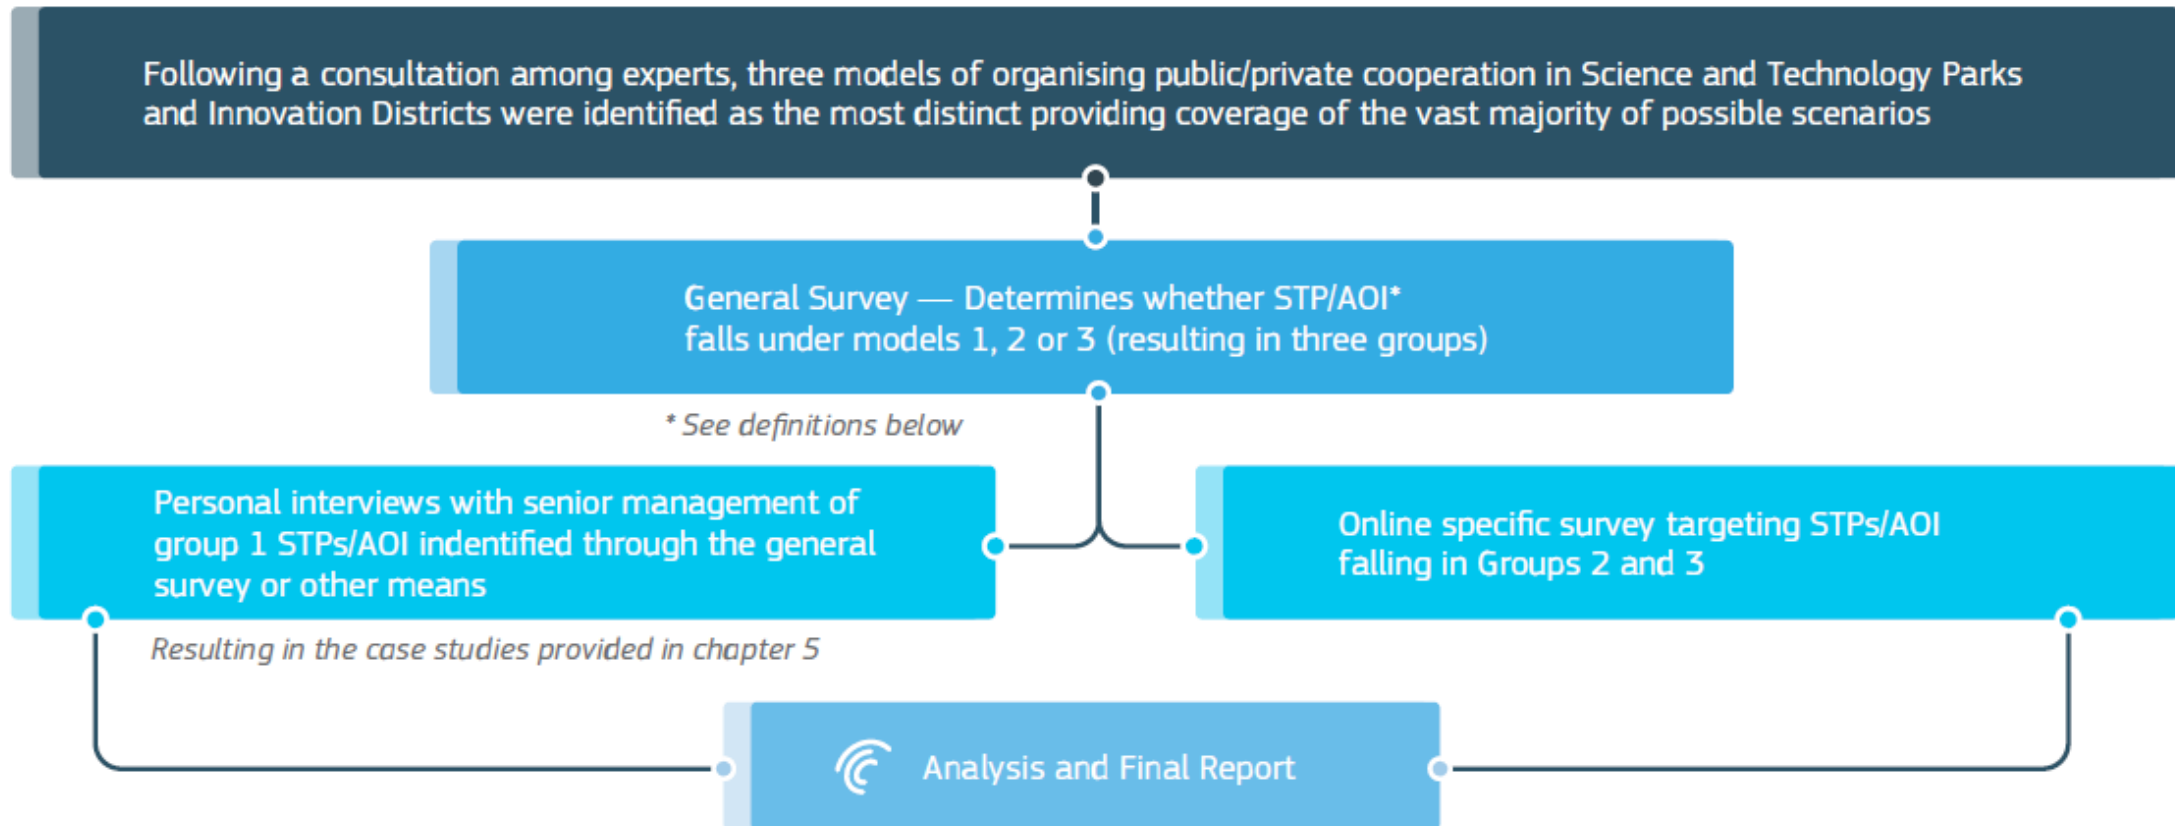 Following a consultation among experts, three models of organising public/private cooperation in Science and Technology Parks
and Innovation Districts were identified as the most distinct providing coverage of the vast majority of possible scenarios
General Survey — Determines whether STP/AOI*
falls under models 1, 2 or 3 (resulting in three groups)
* See definitions below
Personal interviews with senior management of
group 1 STPs/AOI indentified through the general
survey or other means
Resulting in the case studies provided in chapter 5
Online specific survey targeting STPs/AOI
falling in Groups 2 and 3
Analysis and Final Report